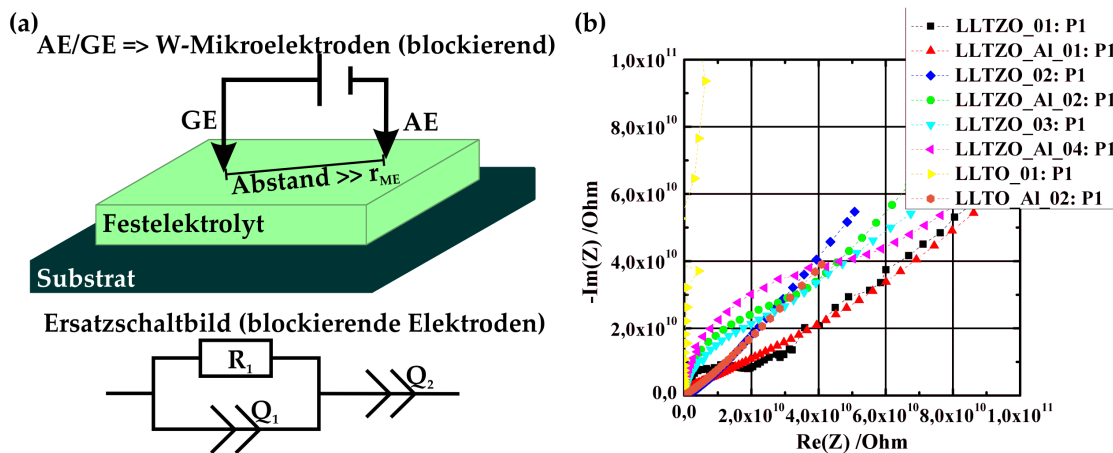 (a)
AE/GE => W-Mikroelektroden (blockierend)
GE
AE
Abstand >> rME
Festelektrolyt
Substrat
Ersatzschaltbild (blockierende Elektroden)
R1
Q1
Q2
(b)
LLTZO_01: P1
LLTZO_Al_01: P1
LLTZO_02: P1
LLTZO_Al_02: P1
LLTZO_03: P1
LLTZO_Al_04: P1
LLTO_01: P1
LLTO_Al_02: P1
1,0x10¹¹
8,0x10¹⁰
6,0x10¹⁰
4,0x10¹⁰
2,0x10¹⁰
0,0
-Im(Z) /Ohm
0,0 2,0x10¹⁰ 4,0x10¹⁰ 6,0x10¹⁰ 8,0x10¹⁰ 1,0x10¹¹
Re(Z) /Ohm